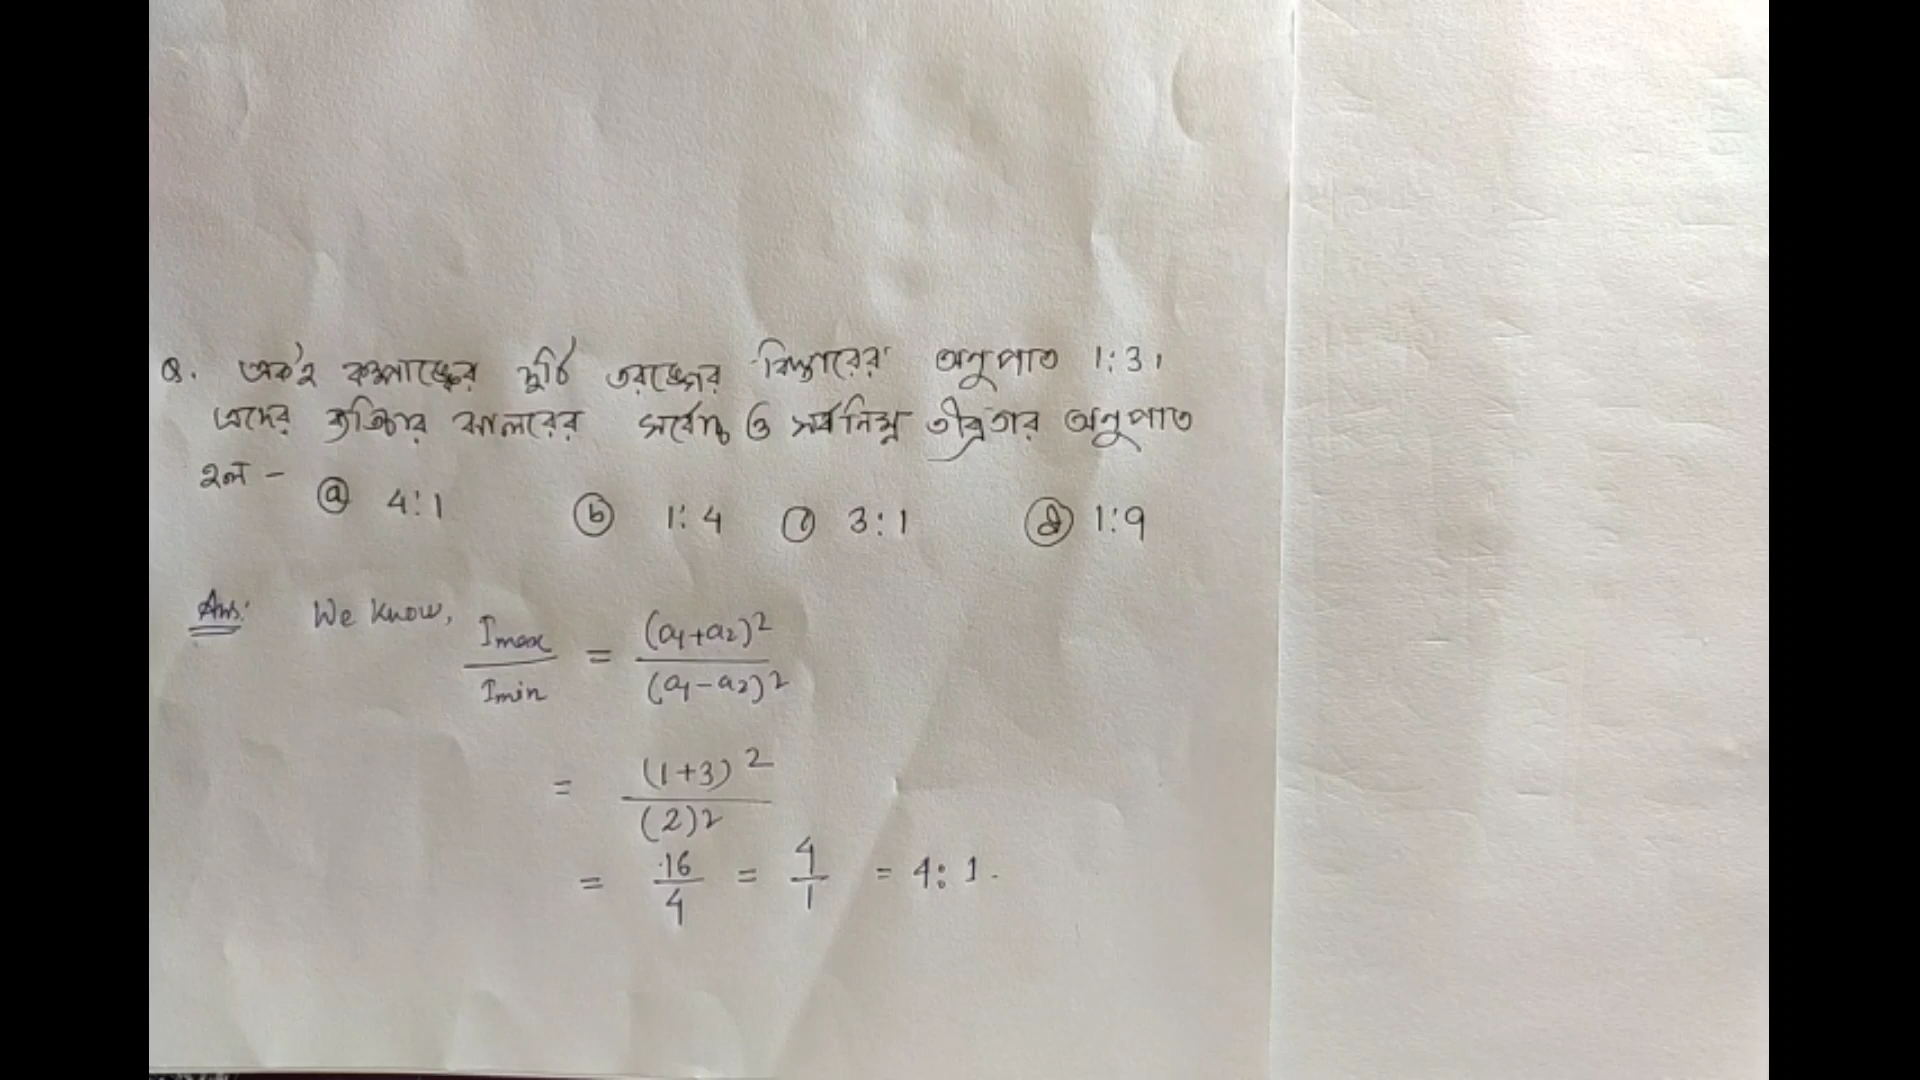 Q. একই কম্পাঙ্কের দুটি তরঙ্গের বিস্তারের অনুপাত 1:3।
এদের ব্যতিচার ঝালরের সর্বোচ্চ ও সর্বনিম্ন তীব্রতার অনুপাত
হল - ⓐ 4:1 ⓑ 1:4 ⓒ 3:1 ⓓ 1:9
Ans: We know, Imax/Imin = (a1+a2)²/(a1-a2)²
= (1+3)²/(2)²
= 16/4 = 4/1 = 4:1.